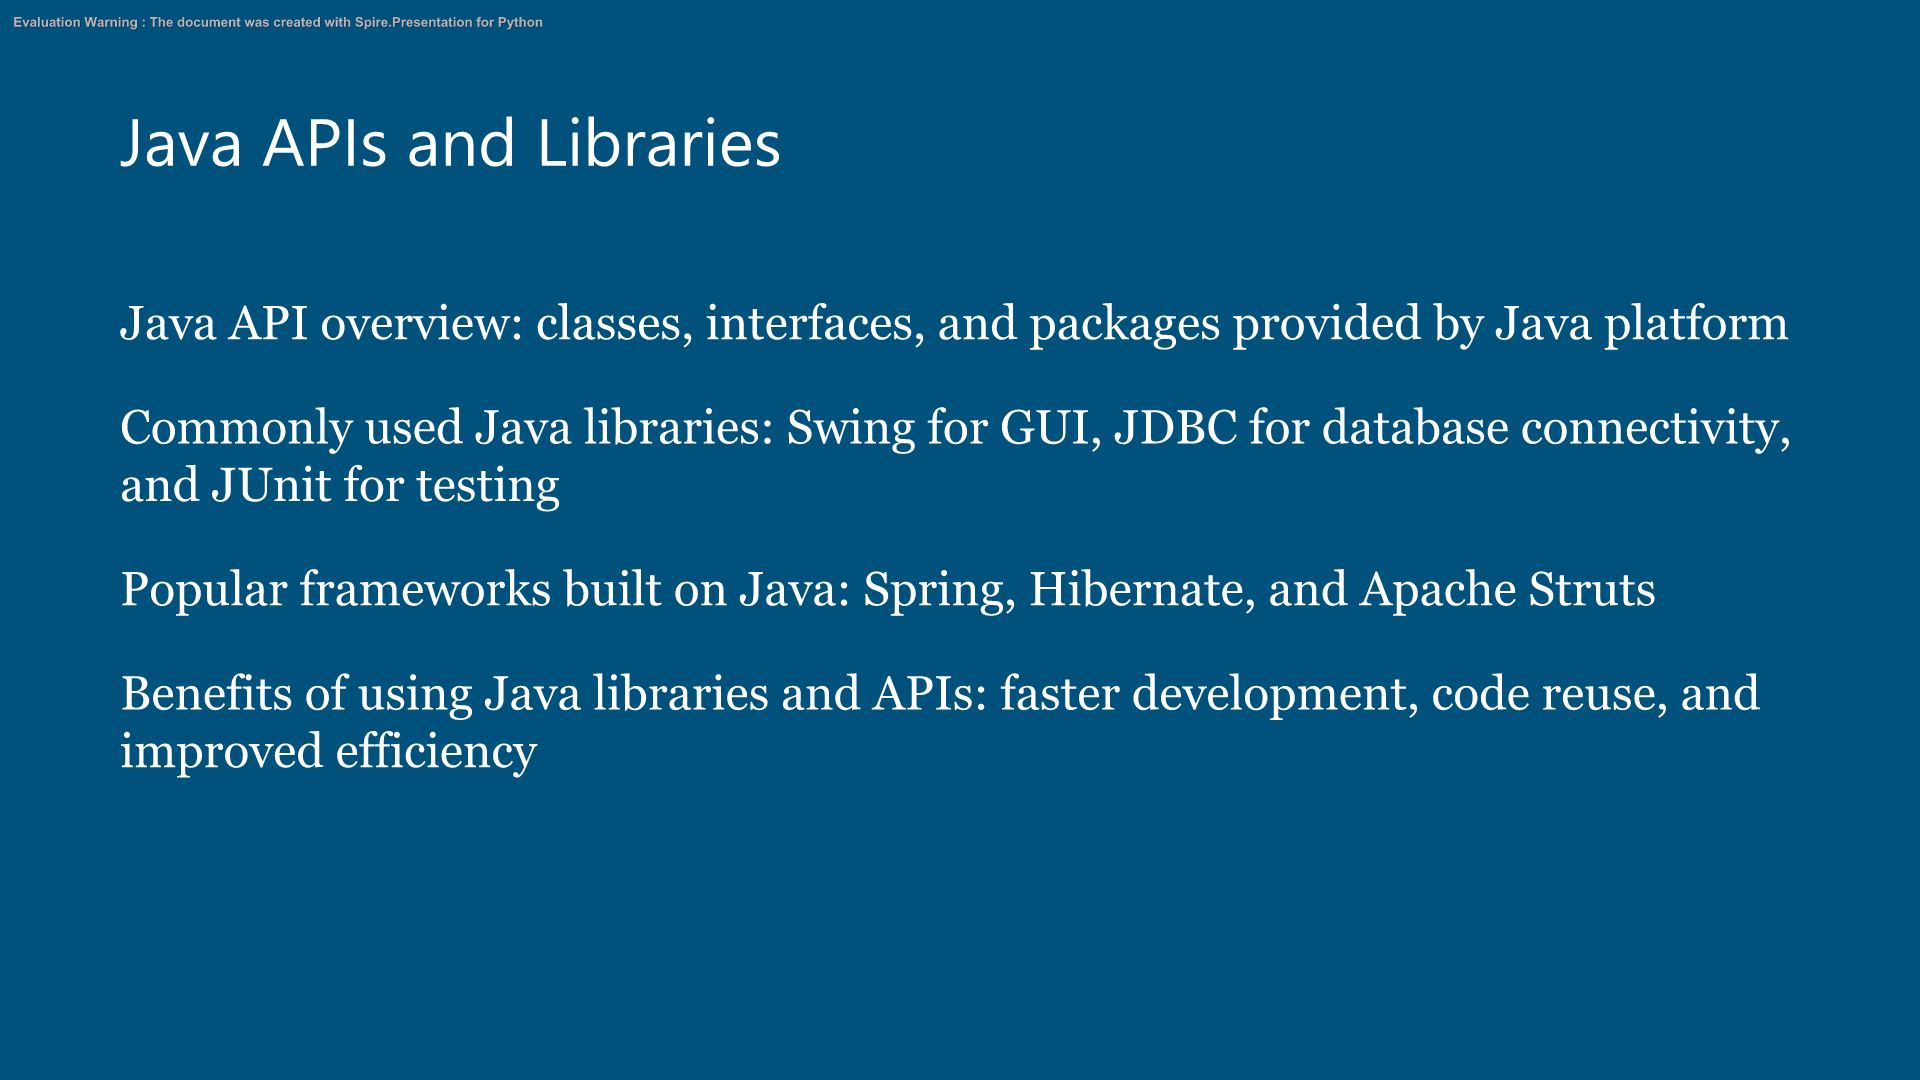 Evaluation Warning : The document was created with Spire.Presentation for Python
Java APIs and Libraries
Java API overview: classes, interfaces, and packages provided by Java platform
Commonly used Java libraries: Swing for GUI, JDBC for database connectivity,
and JUnit for testing
Popular frameworks built on Java: Spring, Hibernate, and Apache Struts
Benefits of using Java libraries and APIs: faster development, code reuse, and
improved efficiency